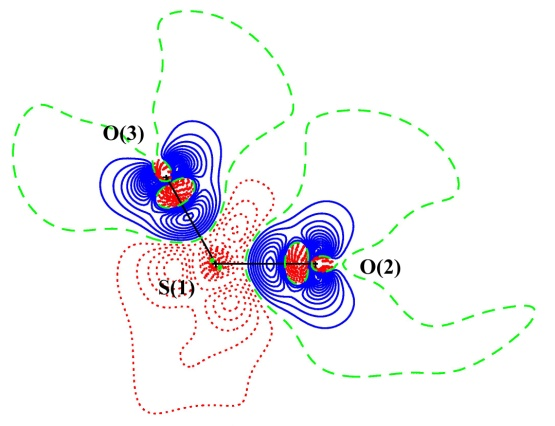 O(3)
O(2)
S(1)